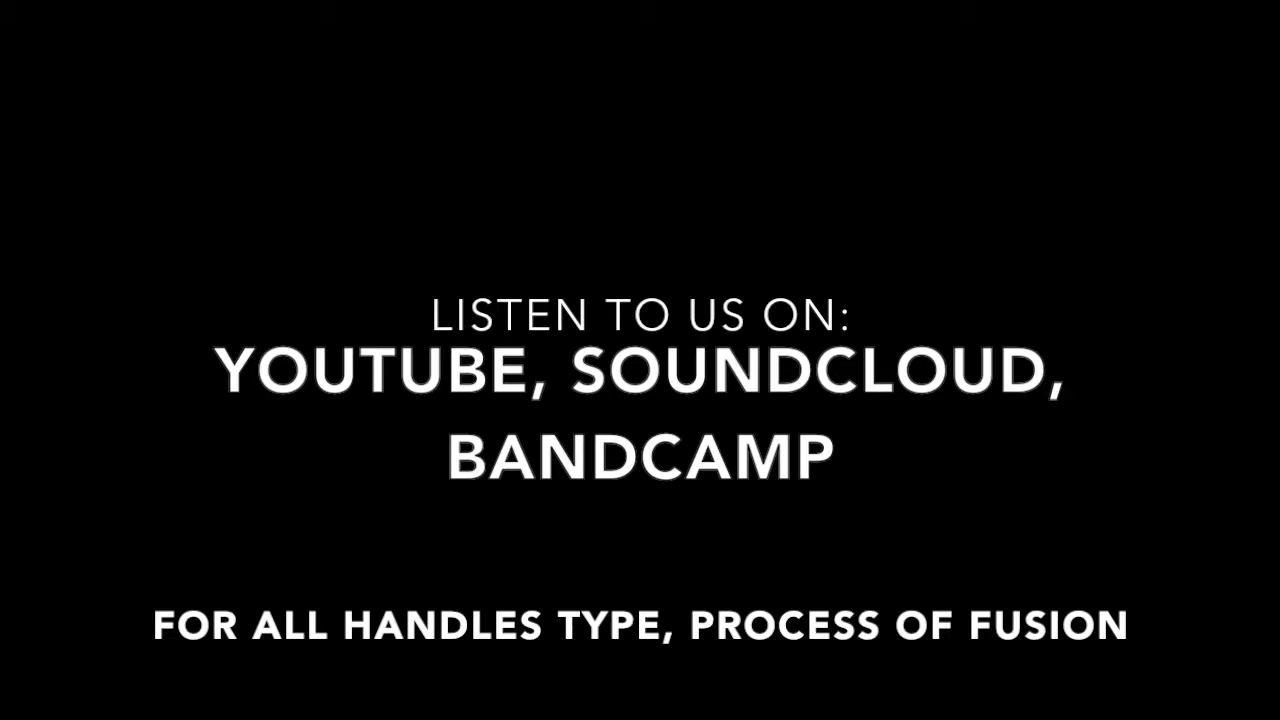 LISTEN TO US ON:
YOUTUBE, SOUNDCLOUD,
BANDCAMP
FOR ALL HANDLES TYPE, PROCESS OF FUSION